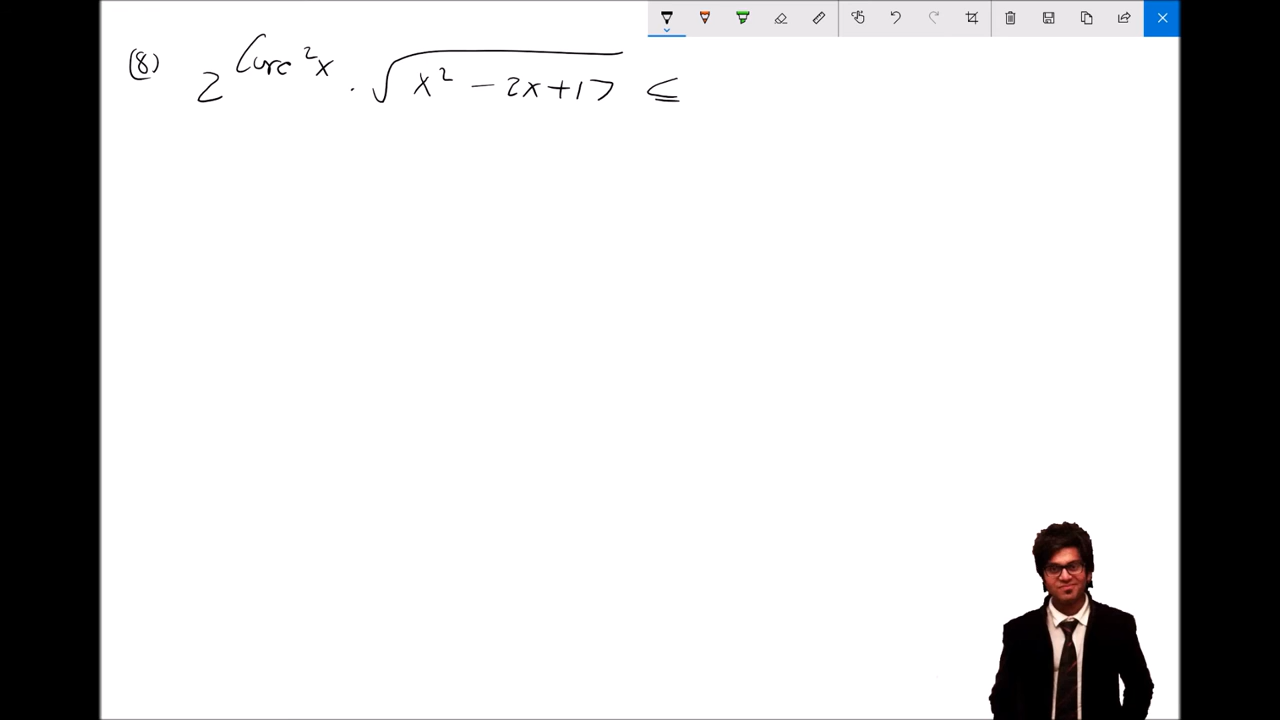 (8) 2^{Cosec²x} · √(x² − 2x + 17) ≤